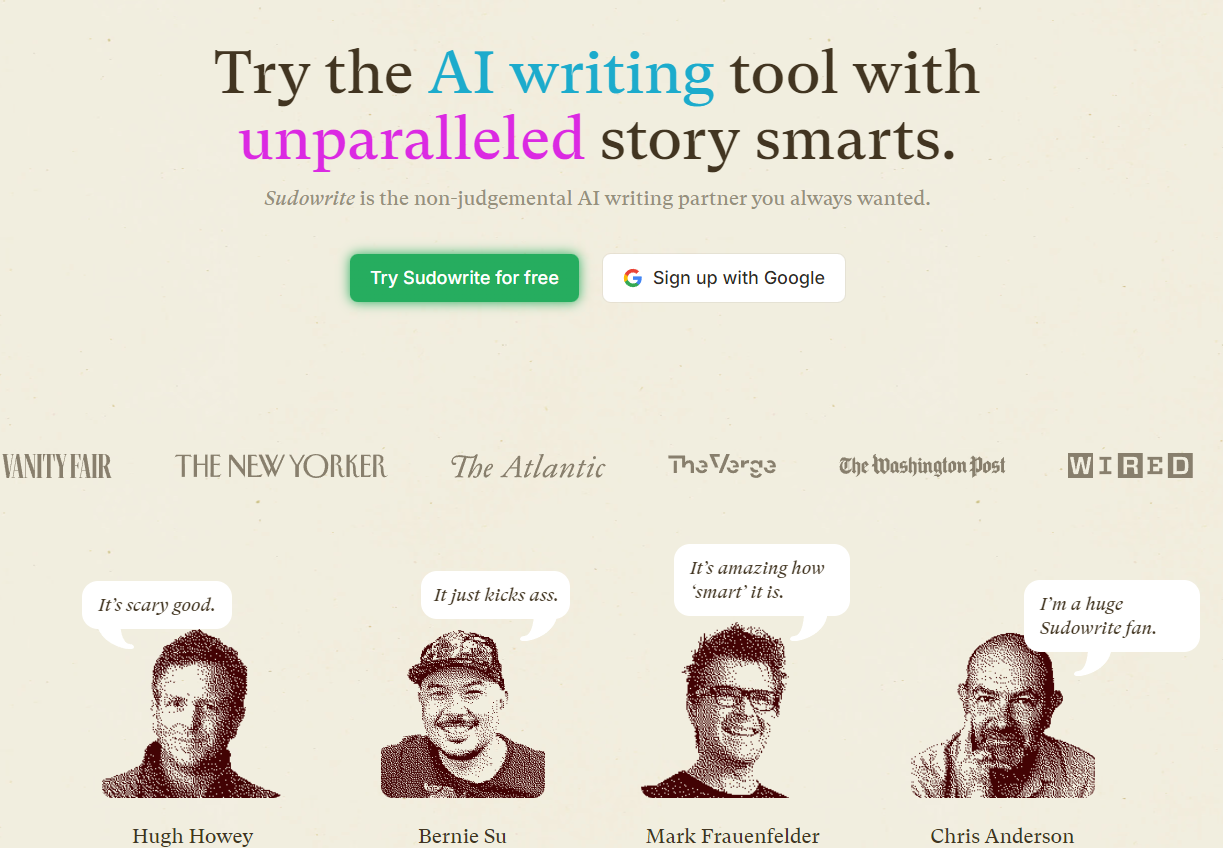 Try the AI writing tool with
unparalleled story smarts.
Sudowrite is the non-judgemental AI writing partner you always wanted.
Try Sudowrite for free
Sign up with Google
VANITY FAIR
THE NEW YORKER
The Atlantic
The Verge
The Washington Post
WIRED
It’s scary good.
It just kicks ass.
It’s amazing how
‘smart’ it is.
I’m a huge
Sudowrite fan.
Hugh Howey
Bernie Su
Mark Frauenfelder
Chris Anderson